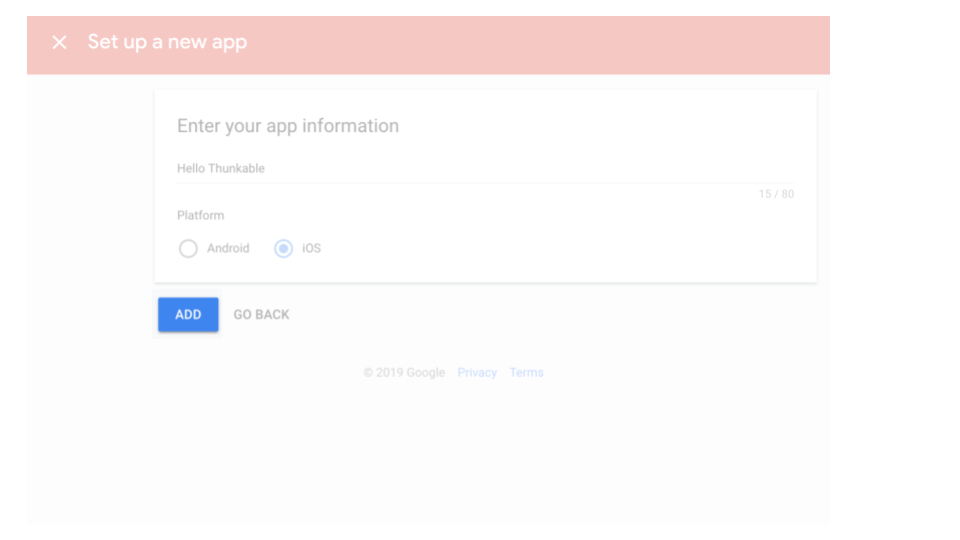 Set up a new app
Enter your app information
Hello Thunkable
15 / 80
Platform
Android iOS
ADD GO BACK
© 2019 Google Privacy Terms